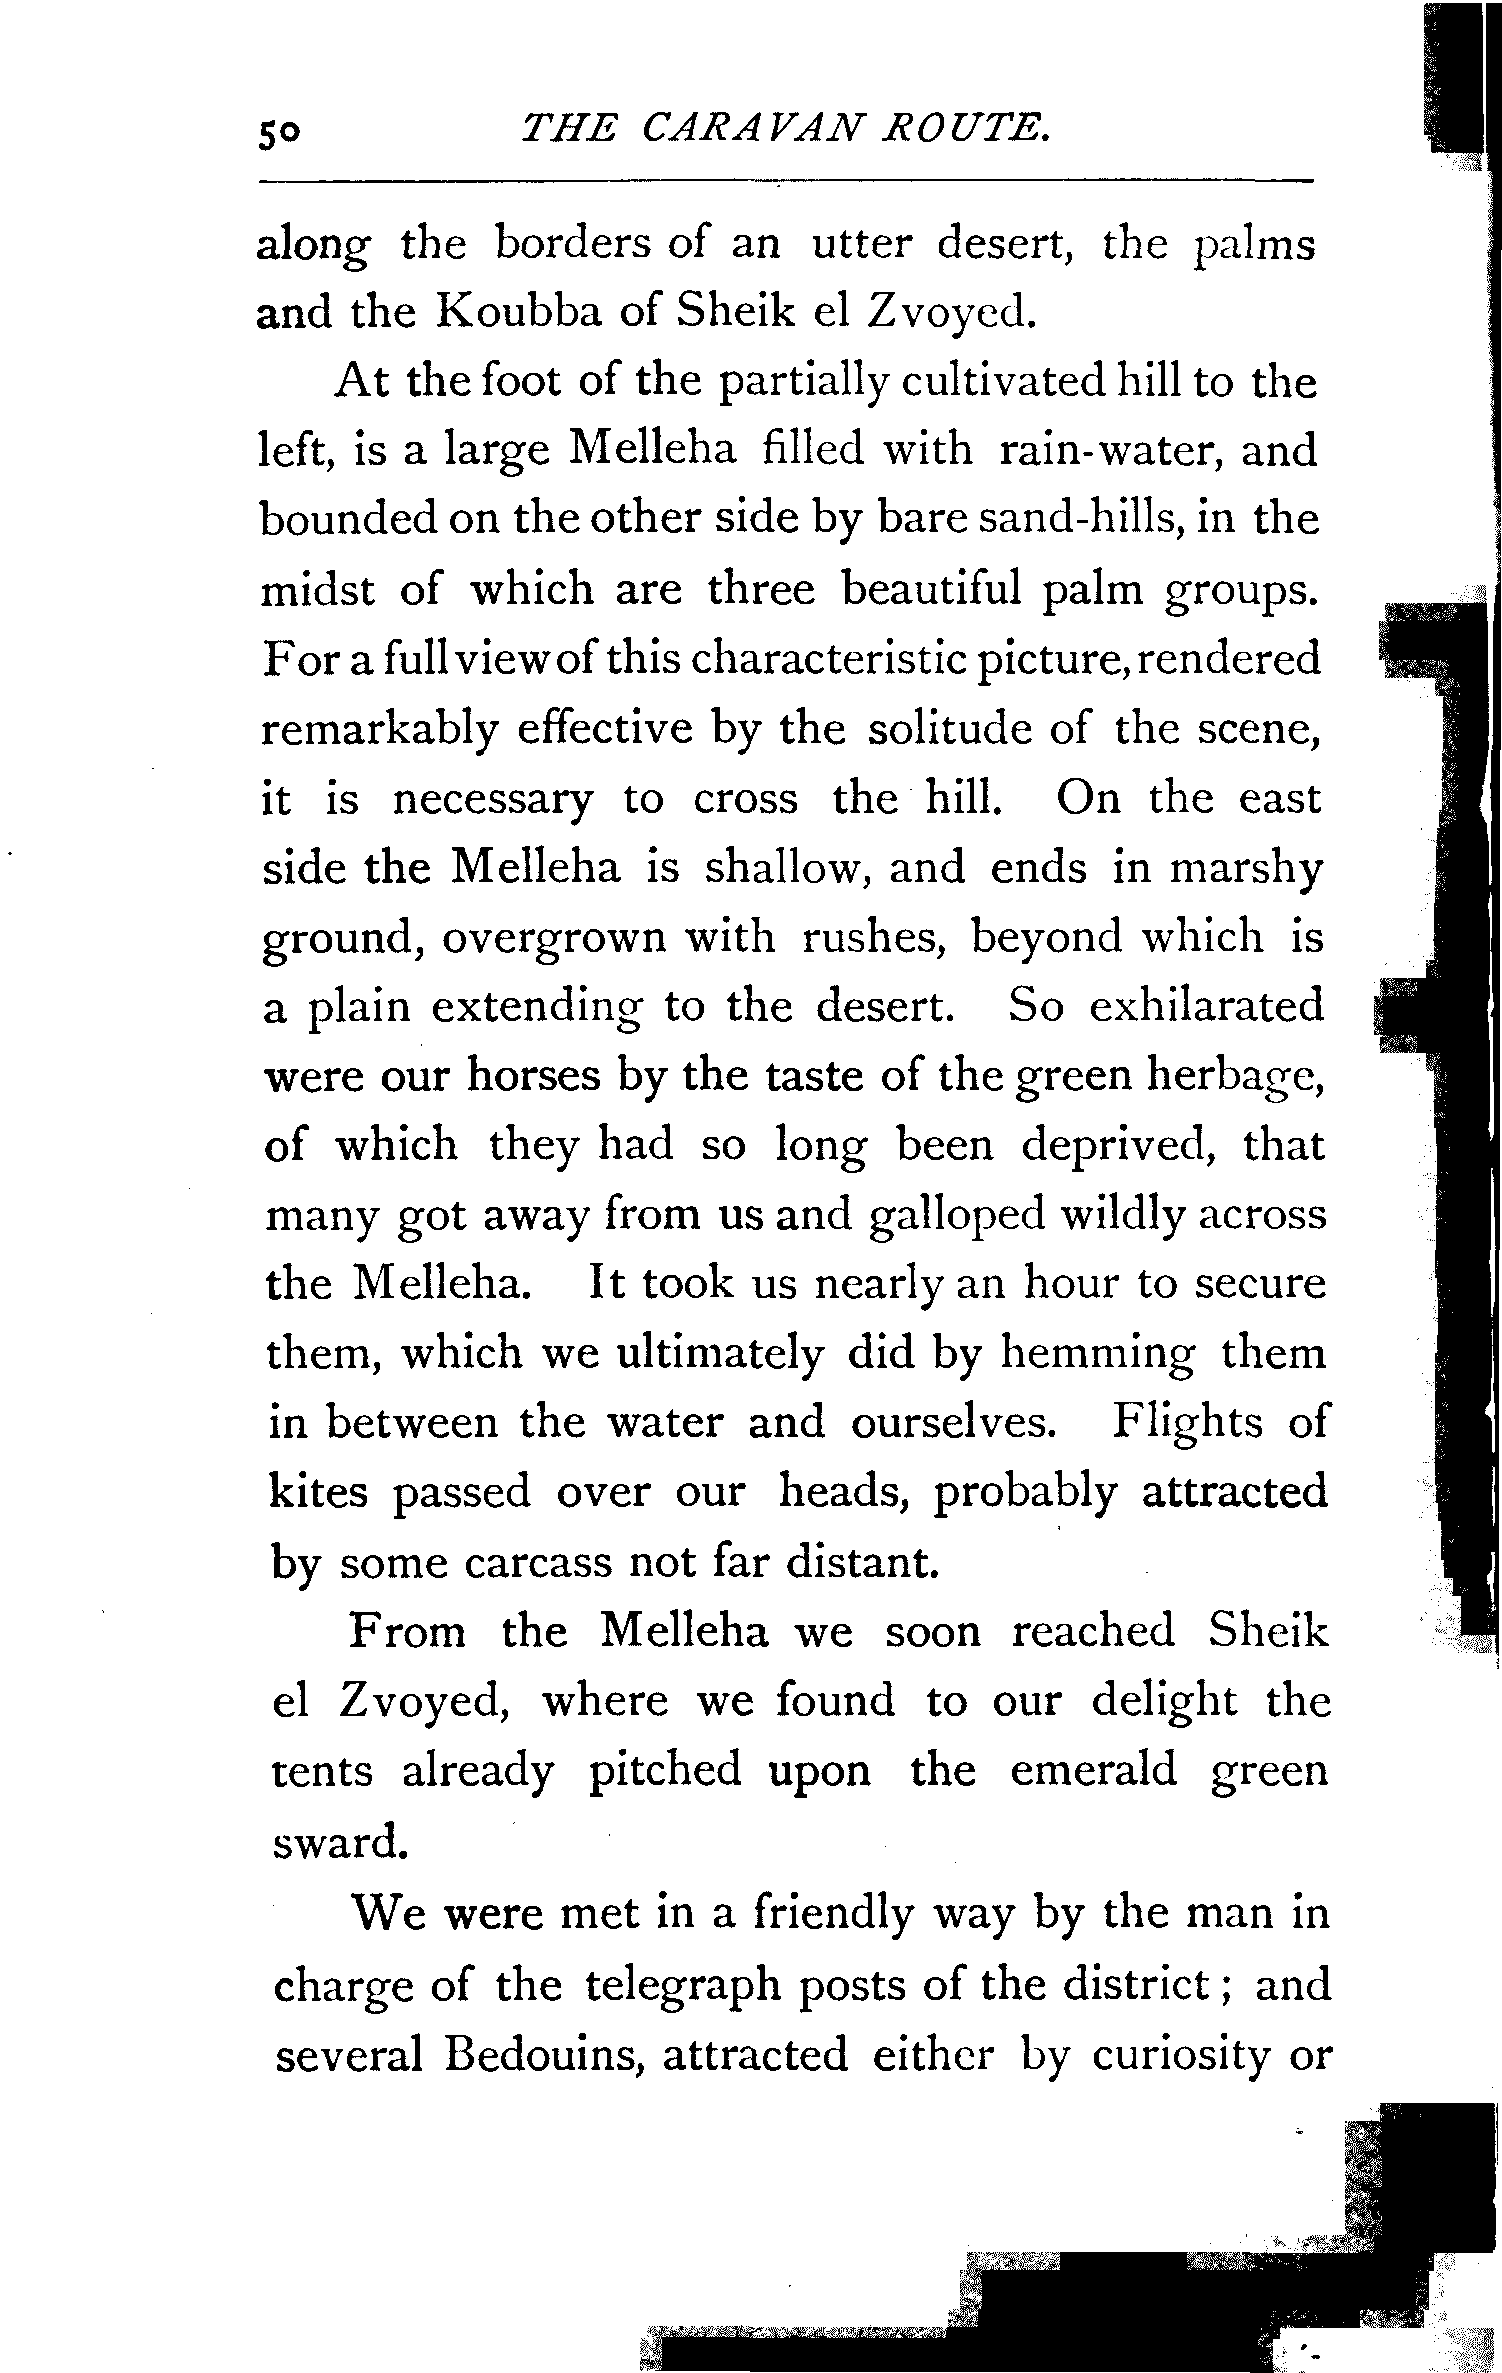 50 THE CARAVAN ROUTE.
along the borders of an utter desert, the palms
and the Koubba of Sheik el Zvoyed.
At the foot of the partially cultivated hill to the
left, is a large Melleha filled with rain-water, and
bounded on the other side by bare sand-hills, in the
midst of which are three beautiful palm groups.
For a full view of this characteristic picture, rendered
remarkably effective by the solitude of the scene,
it is necessary to cross the hill. On the east
side the Melleha is shallow, and ends in marshy
ground, overgrown with rushes, beyond which is
a plain extending to the desert. So exhilarated
were our horses by the taste of the green herbage,
of which they had so long been deprived, that
many got away from us and galloped wildly across
the Melleha. It took us nearly an hour to secure
them, which we ultimately did by hemming them
in between the water and ourselves. Flights of
kites passed over our heads, probably attracted
by some carcass not far distant.
From the Melleha we soon reached Sheik
el Zvoyed, where we found to our delight the
tents already pitched upon the emerald green
sward.
We were met in a friendly way by the man in
charge of the telegraph posts of the district ; and
several Bedouins, attracted either by curiosity or